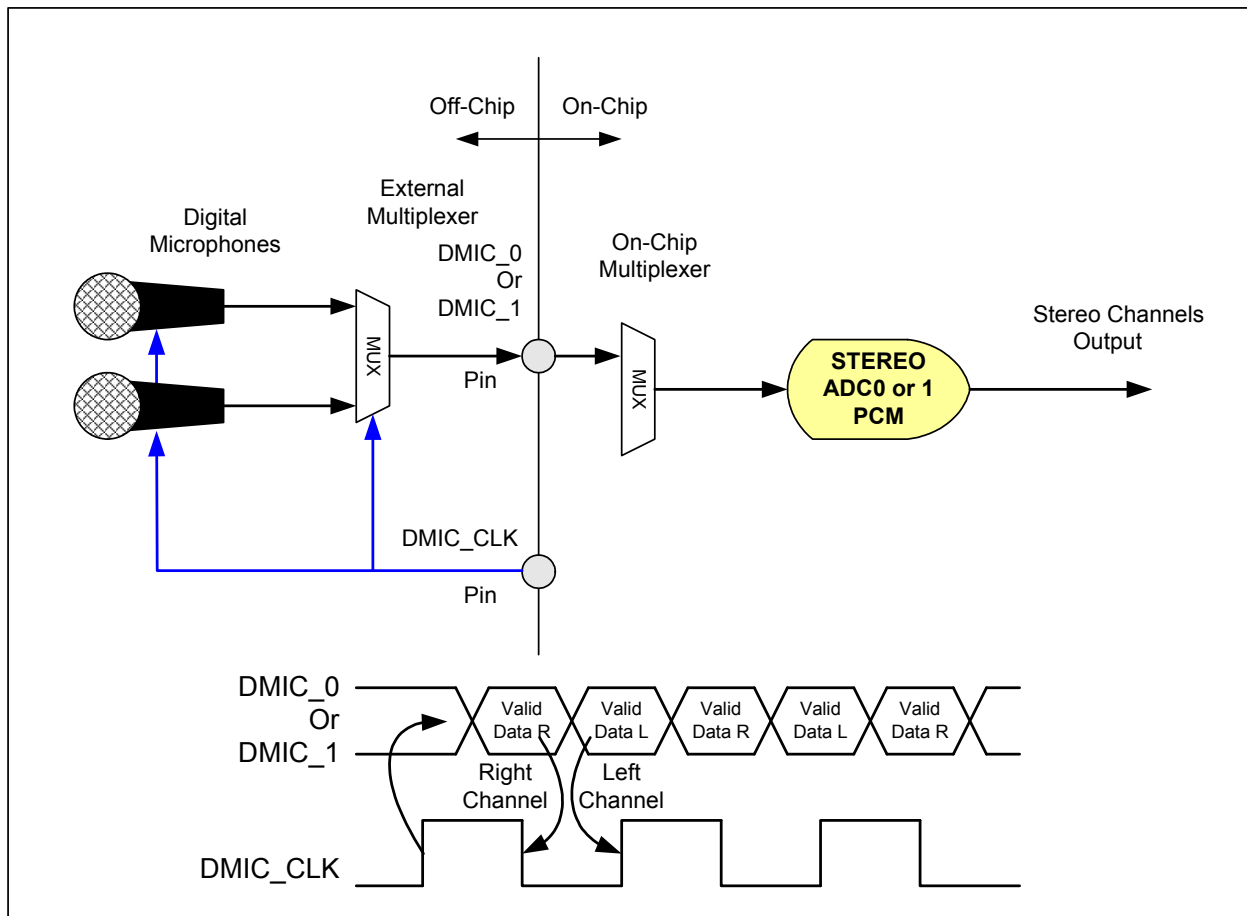 Off-Chip
On-Chip
External
Multiplexer
Digital
Microphones
DMIC_0
Or
DMIC_1
On-Chip
Multiplexer
Stereo Channels
Output
MUX
Pin
MUX
STEREO
ADC0 or 1
PCM
DMIC_CLK
Pin
DMIC_0
Or
DMIC_1
Valid
Data R
Valid
Data L
Valid
Data R
Valid
Data L
Valid
Data R
Right
Channel
Left
Channel
DMIC_CLK